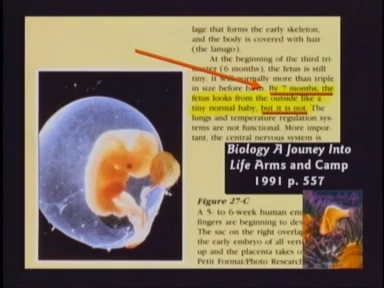 lage that forms the early skeleton,
and the body is covered with hair
(the lanugo).
At the beginning of the third tri-
mester (6 months), the fetus is still
tiny. It will normally more than triple
in size before birth. By 7 months, the
fetus looks from the outside like a
tiny normal baby, but it is not. The
lungs and temperature regulation sys-
tems are not functional. More impor-
tant, the central nervous system is
Biology A Jouney Into
Life Arms and Camp
1991 p. 557
Figure 27-C
A 5- to 6-week human em
fingers are beginning to dev
The sac on the right overlap
the early embryo of all vert
up and the placenta takes o
Petit Format/Photo Research